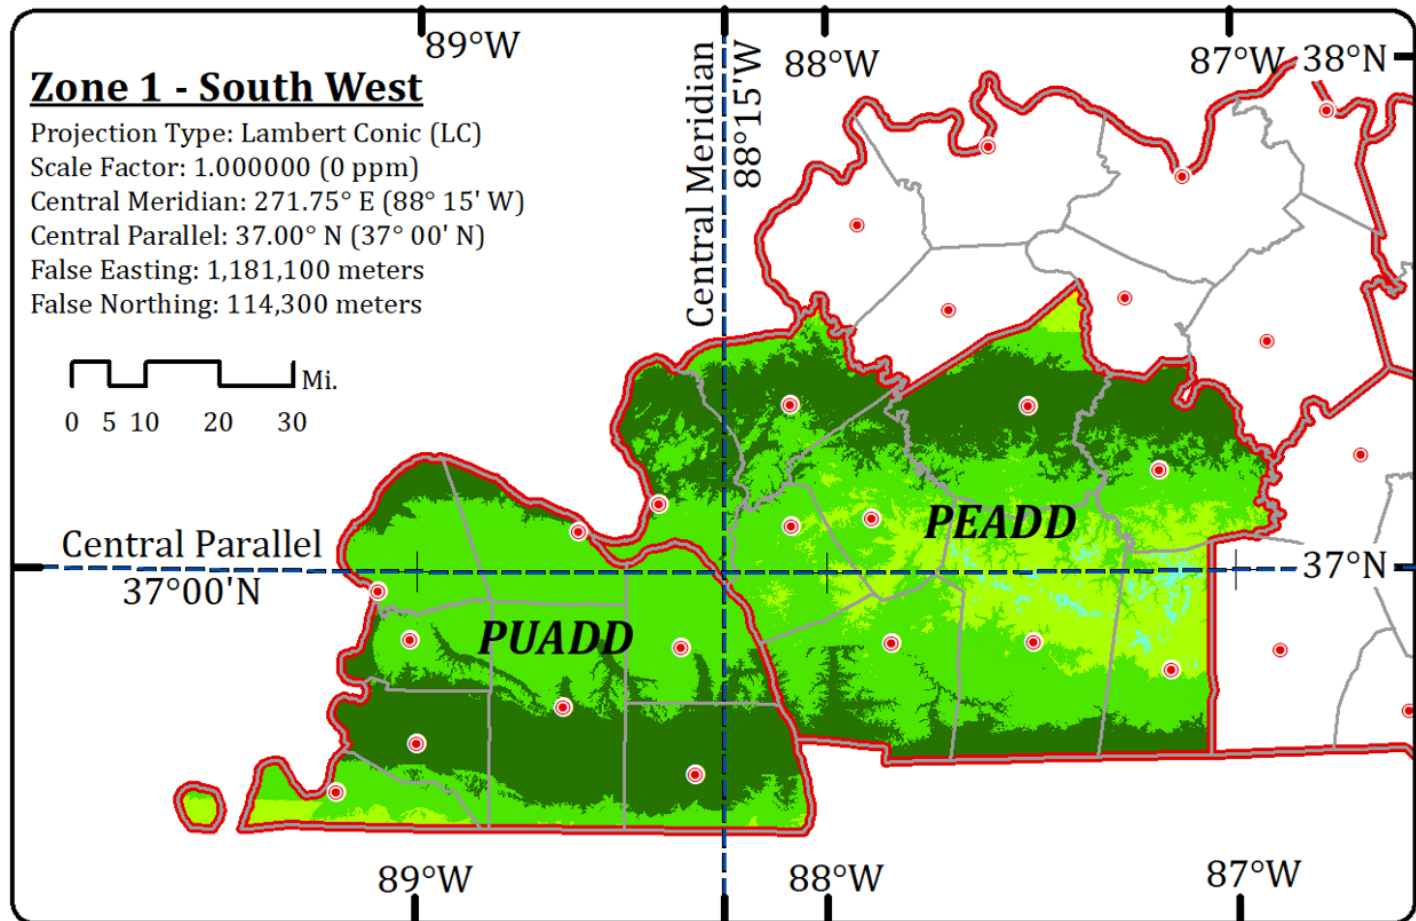 89°W
88°W
87°W
38°N
Zone 1 - South West
Projection Type: Lambert Conic (LC)
Scale Factor: 1.000000 (0 ppm)
Central Meridian: 271.75° E (88° 15' W)
Central Parallel: 37.00° N (37° 00' N)
False Easting: 1,181,100 meters
False Northing: 114,300 meters
Central Meridian
88°15'W
Mi.
0 5 10 20 30
PEADD
Central Parallel
37°00'N
37°N
PUADD
89°W
88°W
87°W